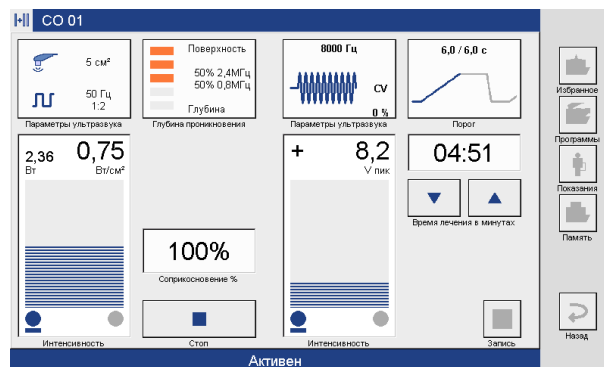 CO 01
5 см²
50 Гц
1:2
Параметры ультразвука
Поверхность
50% 2,4МГц
50% 0,8МГц
Глубина
Глубина проникновения
8000 Гц
CV
0 %
Параметры ультразвука
6,0 / 6,0 с
Порог
Избранное
Программы
Показания
Память
Назад
2,36
Вт
0,75
Вт/см²
Интенсивность
100%
Соприкосновение %
Стоп
+ 8,2
V пик
Интенсивность
04:51
Время лечения в минутах
Запись
Активен